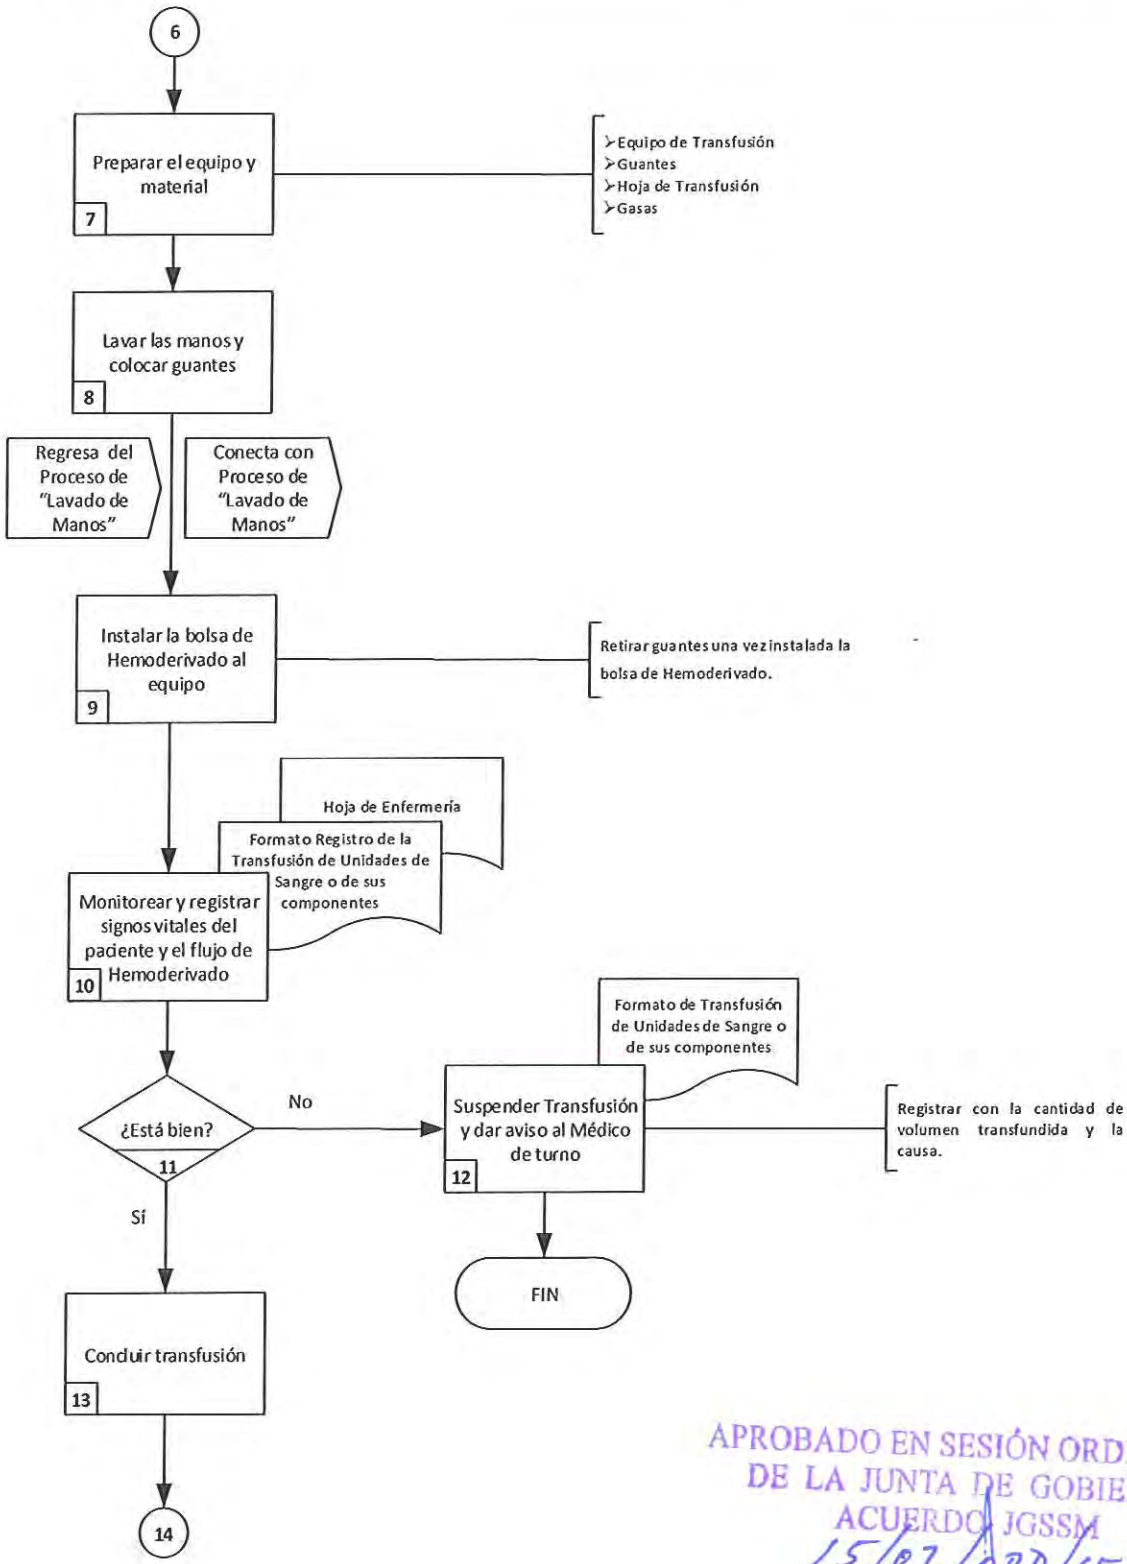 6
Preparar el equipo y
material
7
➢Equipo de Transfusión
➢Guantes
➢Hoja de Transfusión
➢Gasas
Lavar las manos y
colocar guantes
8
Regresa del
Proceso de
"Lavado de
Manos"
Conecta con
Proceso de
"Lavado de
Manos"
Instalar la bolsa de
Hemoderivado al
equipo
9
Retirar guantes una vez instalada la
bolsa de Hemoderivado.
Hoja de Enfermería
Formato Registro de la
Transfusión de Unidades de
Sangre o de sus
componentes
Monitorear y registrar
signos vitales del
paciente y el flujo de
Hemoderivado
10
Formato de Transfusión
de Unidades de Sangre o
de sus componentes
¿Está bien?
11
No
Sí
Suspender Transfusión
y dar aviso al Médico
de turno
12
Registrar con la cantidad de
volumen transfundida y la
causa.
FIN
Concluir transfusión
13
14
APROBADO EN SESIÓN ORD
DE LA JUNTA DE GOBIE
ACUERDO JGSSM